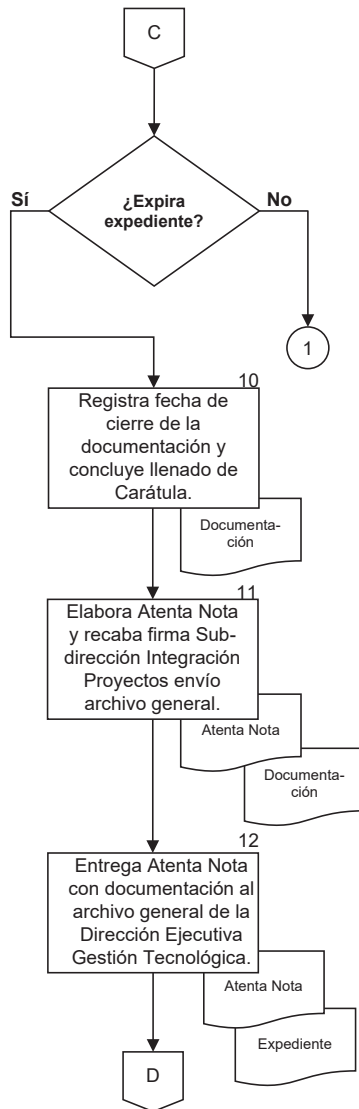 C
¿Expira
expediente?
Sí
No
1
10
Registra fecha de
cierre de la
documentación y
concluye llenado de
Carátula.
Documenta-
ción
11
Elabora Atenta Nota
y recaba firma Sub-
dirección Integración
Proyectos envío
archivo general.
Atenta Nota
Documenta-
ción
12
Entrega Atenta Nota
con documentación al
archivo general de la
Dirección Ejecutiva
Gestión Tecnológica.
Atenta Nota
Expediente
D